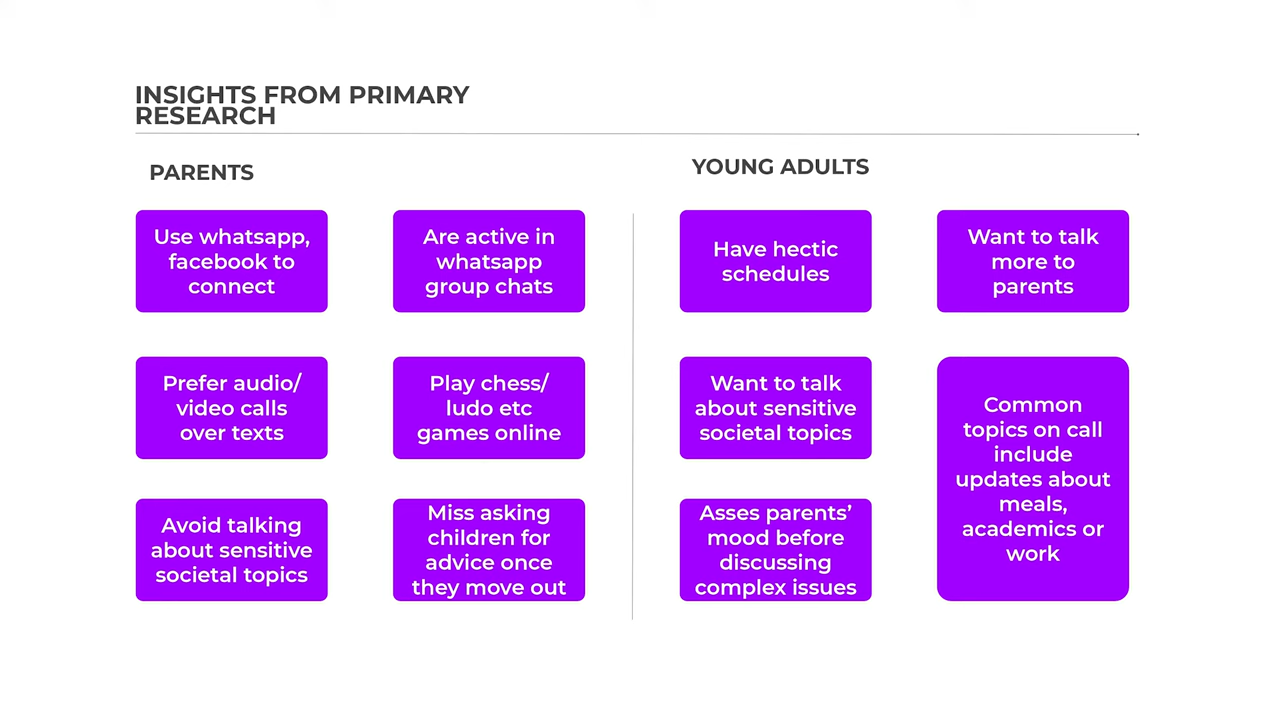 INSIGHTS FROM PRIMARY
RESEARCH
PARENTS
Use whatsapp,
facebook to
connect
Are active in
whatsapp
group chats
Prefer audio/
video calls
over texts
Play chess/
ludo etc
games online
Avoid talking
about sensitive
societal topics
Miss asking
children for
advice once
they move out
YOUNG ADULTS
Have hectic
schedules
Want to talk
more to
parents
Want to talk
about sensitive
societal topics
Common
topics on call
include
updates about
meals,
academics or
work
Asses parents’
mood before
discussing
complex issues